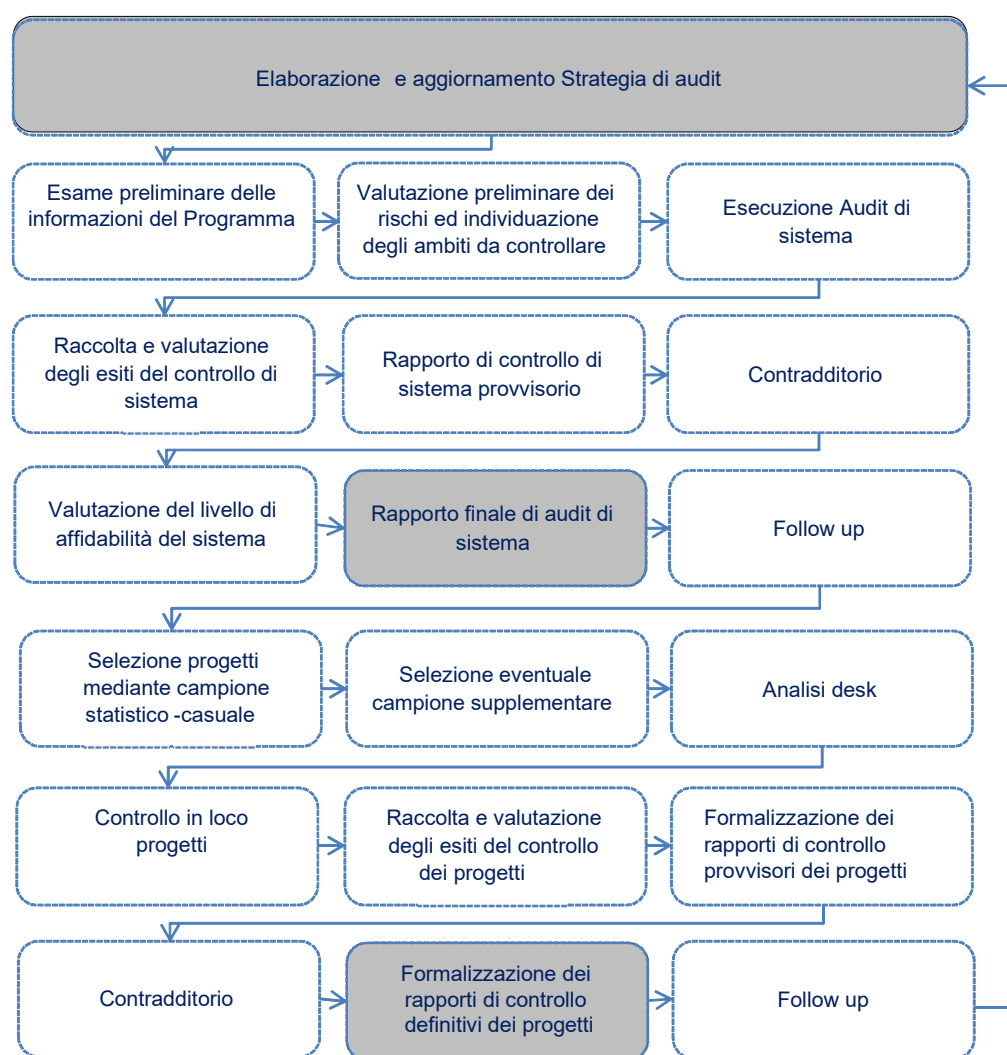 Elaborazione e aggiornamento Strategia di audit
Esame preliminare delle
informazioni del Programma
Valutazione preliminare dei
rischi ed individuazione
degli ambiti da controllare
Esecuzione Audit di
sistema
Raccolta e valutazione
degli esiti del controllo di
sistema
Rapporto di controllo di
sistema provvisorio
Contradditorio
Valutazione del livello di
affidabilità del sistema
Rapporto finale di audit di
sistema
Follow up
Selezione progetti
mediante campione
statistico -casuale
Selezione eventuale
campione supplementare
Analisi desk
Controllo in loco
progetti
Raccolta e valutazione
degli esiti del controllo
dei progetti
Formalizzazione dei
rapporti di controllo
provvisori dei progetti
Contradditorio
Formalizzazione dei
rapporti di controllo
definitivi dei progetti
Follow up